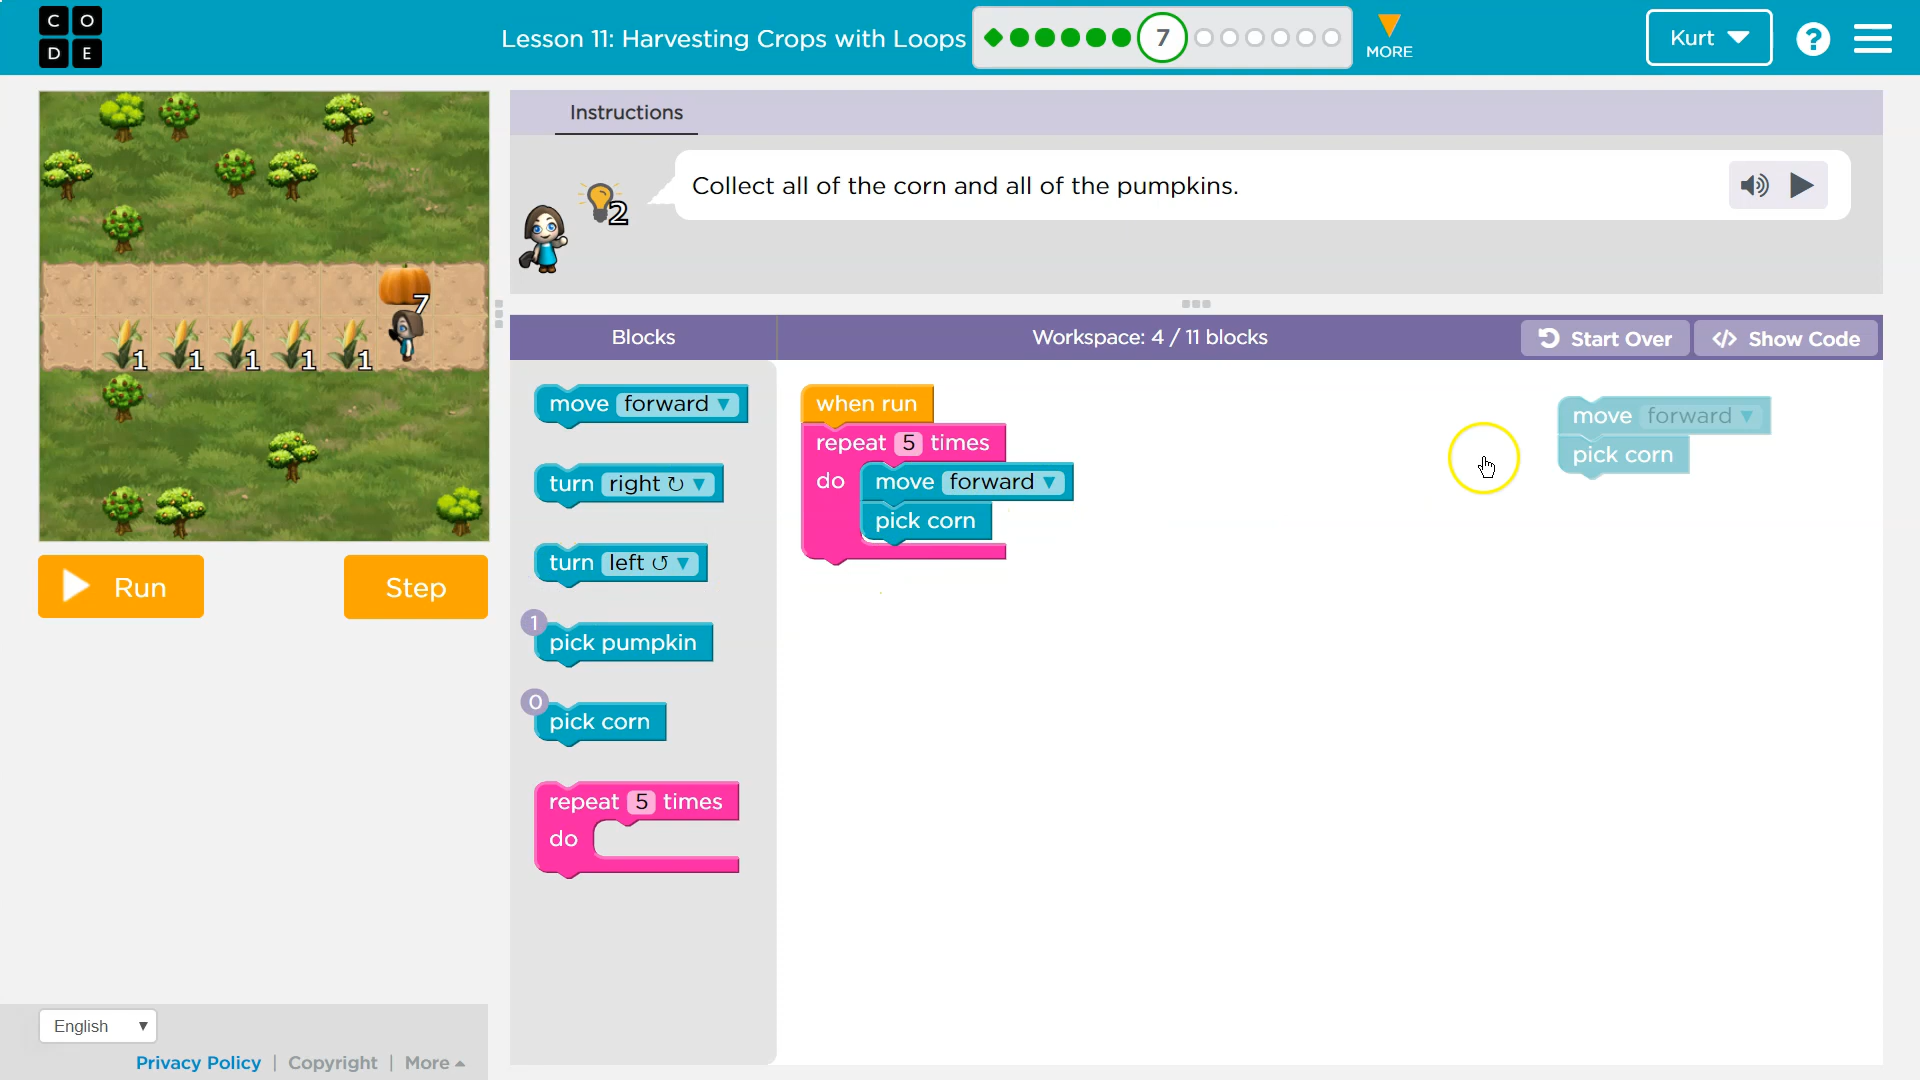 C O
D E
Lesson 11: Harvesting Crops with Loops
7
MORE
Kurt
?
Instructions
2
Collect all of the corn and all of the pumpkins.
7
1 1 1 1 1
Blocks
Workspace: 4 / 11 blocks
Start Over
</> Show Code
move forward ▼
turn right ↻ ▼
turn left ↺ ▼
1
pick pumpkin
0
pick corn
repeat 5 times
do
when run
repeat 5 times
do move forward ▼
pick corn
move forward ▼
pick corn
Run
Step
English ▼
Privacy Policy | Copyright | More